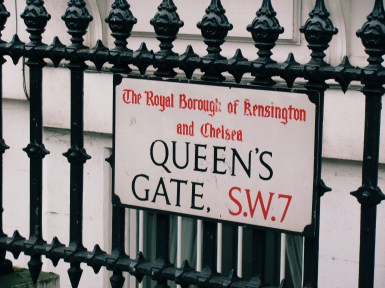 The Royal Borough of Kensington
and Chelsea
QUEEN'S
GATE, S.W.7